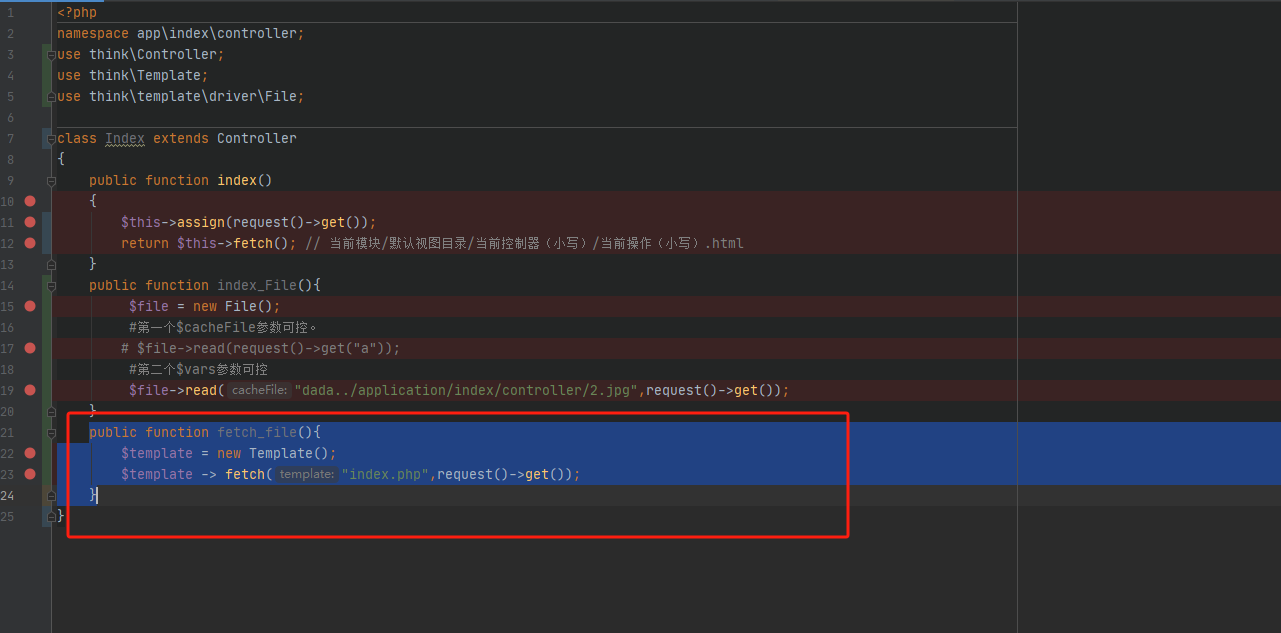 1 <?php
2 namespace app\index\controller;
3 use think\Controller;
4 use think\Template;
5 use think\template\driver\File;
6
7 class Index extends Controller
8 {
9 public function index()
10 {
11 $this->assign(request()->get());
12 return $this->fetch(); // 当前模块/默认视图目录/当前控制器（小写）/当前操作（小写）.html
13 }
14 public function index_File(){
15 $file = new File();
16 #第一个$cacheFile参数可控。
17 # $file->read(request()->get("a"));
18 #第二个$vars参数可控
19 $file->read( cacheFile: "dada../application/index/controller/2.jpg",request()->get());
20 }
21 public function fetch_file(){
22 $template = new Template();
23 $template -> fetch( template: "index.php",request()->get());
24 }
25 }